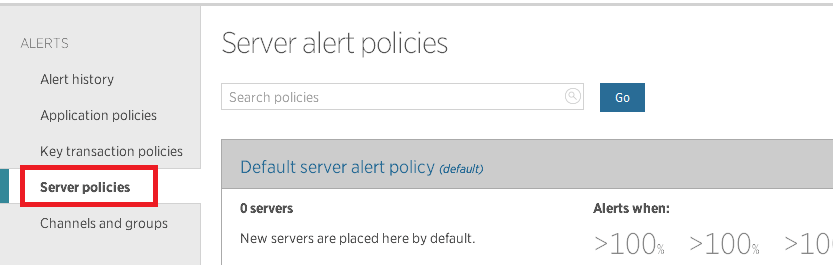 ALERTS
Alert history
Application policies
Key transaction policies
Server policies
Channels and groups
Server alert policies
Search policies
Go
Default server alert policy (default)
0 servers
New servers are placed here by default.
Alerts when:
>100% >100% >10